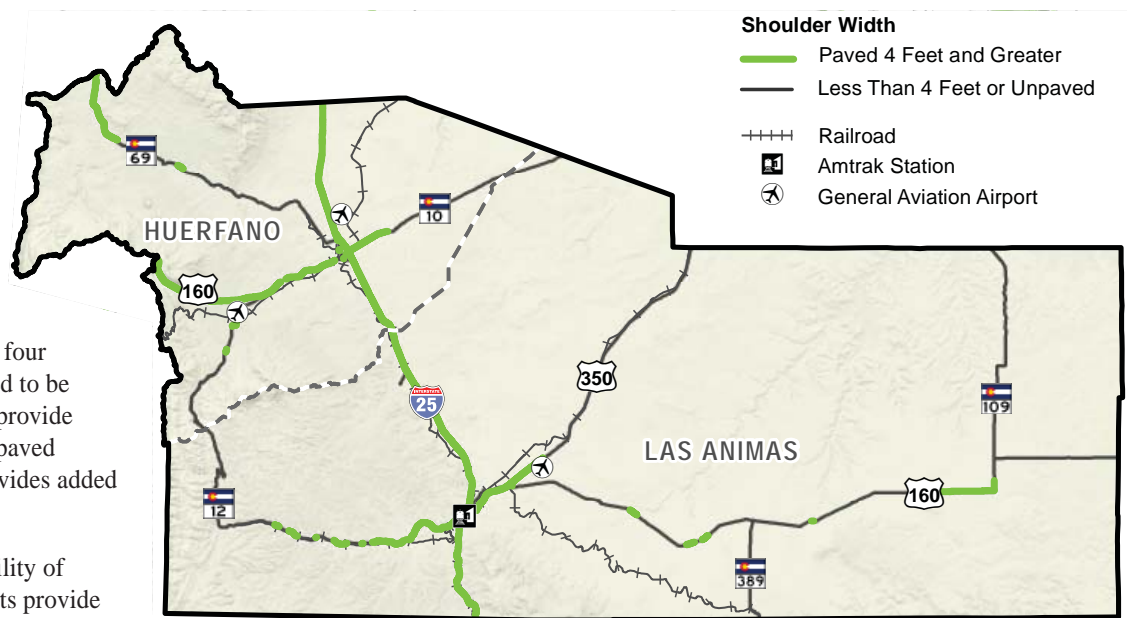 Shoulder Width
Paved 4 Feet and Greater
Less Than 4 Feet or Unpaved
Railroad
Amtrak Station
General Aviation Airport
69
10
HUERFANO
160
four
d to be
provide
paved
vides added
ility of
ts provide
350
INTERSTATE
25
109
LAS ANIMAS
160
12
389